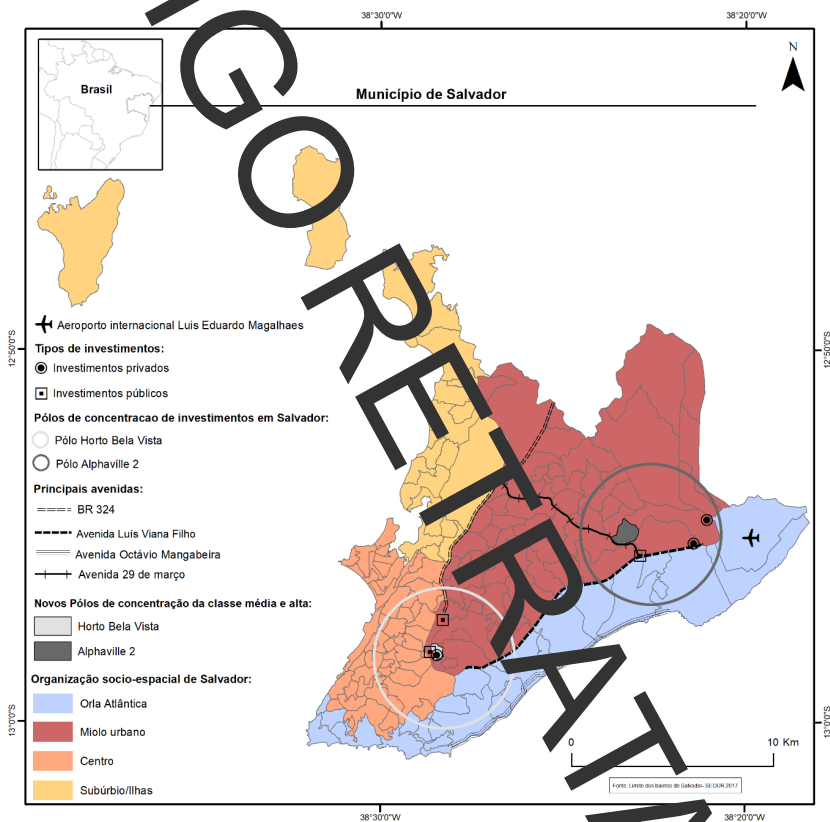 38°30'0"W
38°20'0"W
Brasil
Município de Salvador
N
12°50'0"S
12°50'0"S
Aeroporto internacional Luis Eduardo Magalhaes
Tipos de investimentos:
Investimentos privados
Investimentos públicos
Pólos de concentracao de investimentos em Salvador:
Pólo Horto Bela Vista
Pólo Alphaville 2
Principais avenidas:
BR 324
Avenida Luís Viana Filho
Avenida Octávio Mangabeira
Avenida 29 de março
Novos Pólos de concentração da classe média e alta:
Horto Bela Vista
Alphaville 2
Organização socio-espacial de Salvador:
Orla Atlântica
Miolo urbano
Centro
Subúrbio/Ilhas
13°0'0"S
13°0'0"S
0 10 Km
Fonte: Limite dos bairros de Salvador- SEDUR 2017
38°30'0"W
38°20'0"W
IGO RETRAT